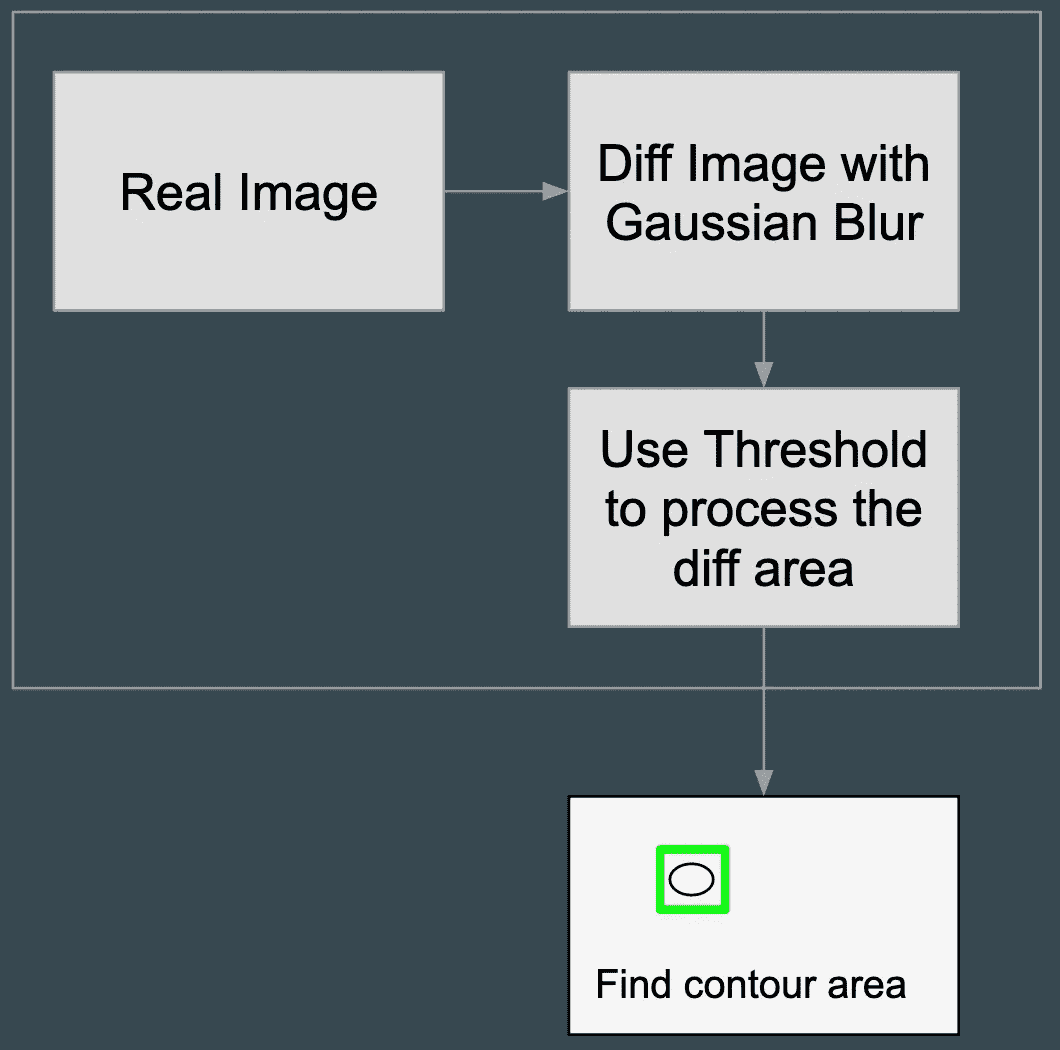 Real Image
Diff Image with
Gaussian Blur
Use Threshold
to process the
diff area
Find contour area